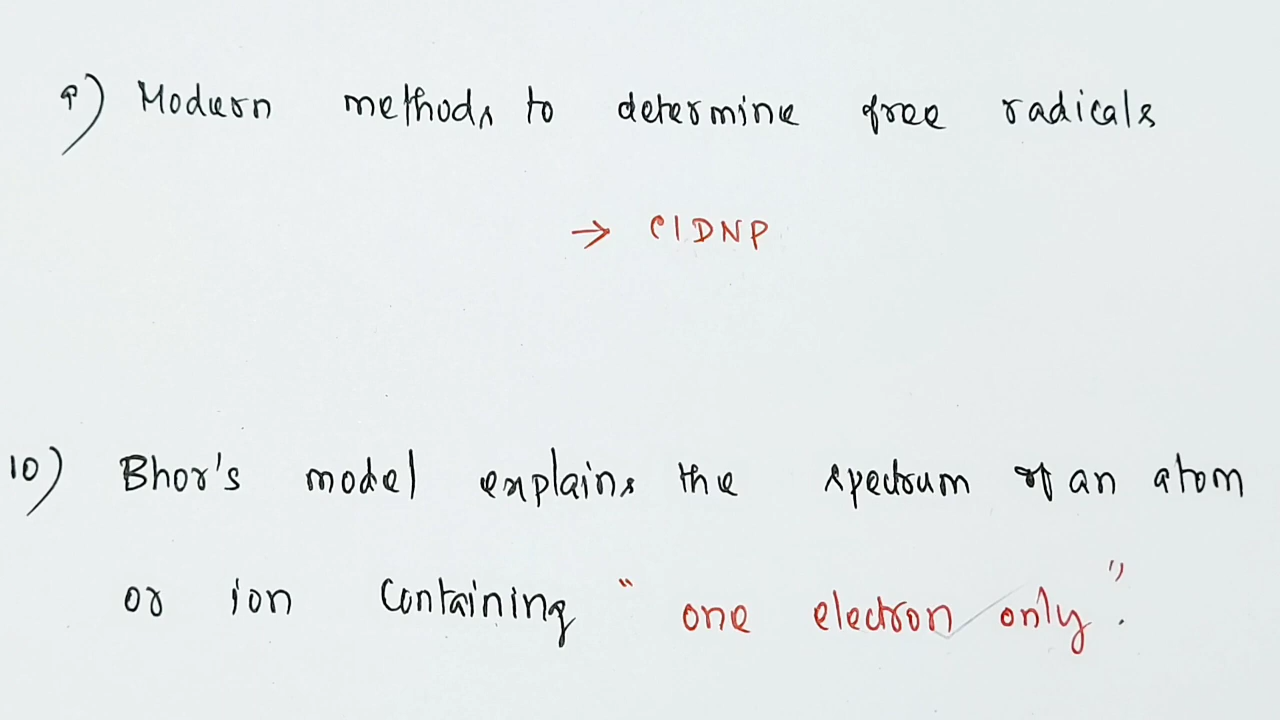 9) Modern methods to determine free radicals
→ CIDNP
10) Bhor's model explains the spectrum of an atom
or ion containing "one electron only".